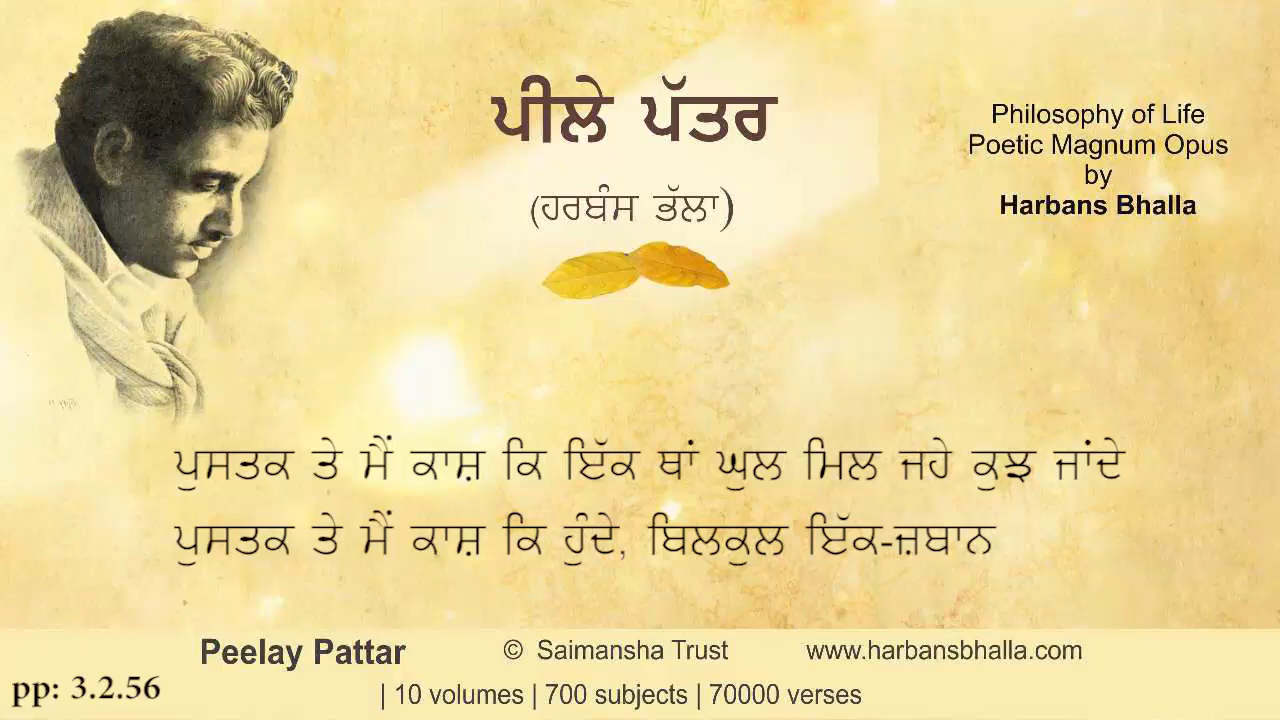 ਪੀਲੇ ਪੱਤਰ
(ਹਰਬੰਸ ਭੱਲਾ)
Philosophy of Life
Poetic Magnum Opus
by
Harbans Bhalla
ਪੁਸਤਕ ਤੇ ਮੈਂ ਕਾਸ਼ ਕਿ ਇੱਕ ਥਾਂ ਘੁਲ ਮਿਲ ਜਹੇ ਕੁਝ ਜਾਂਦੇ
ਪੁਸਤਕ ਤੇ ਮੈਂ ਕਾਸ਼ ਕਿ ਹੁੰਦੇ, ਬਿਲਕੁਲ ਇੱਕ-ਜ਼ਬਾਨ
Peelay Pattar © Saimansha Trust www.harbansbhalla.com
pp: 3.2.56
| 10 volumes | 700 subjects | 70000 verses